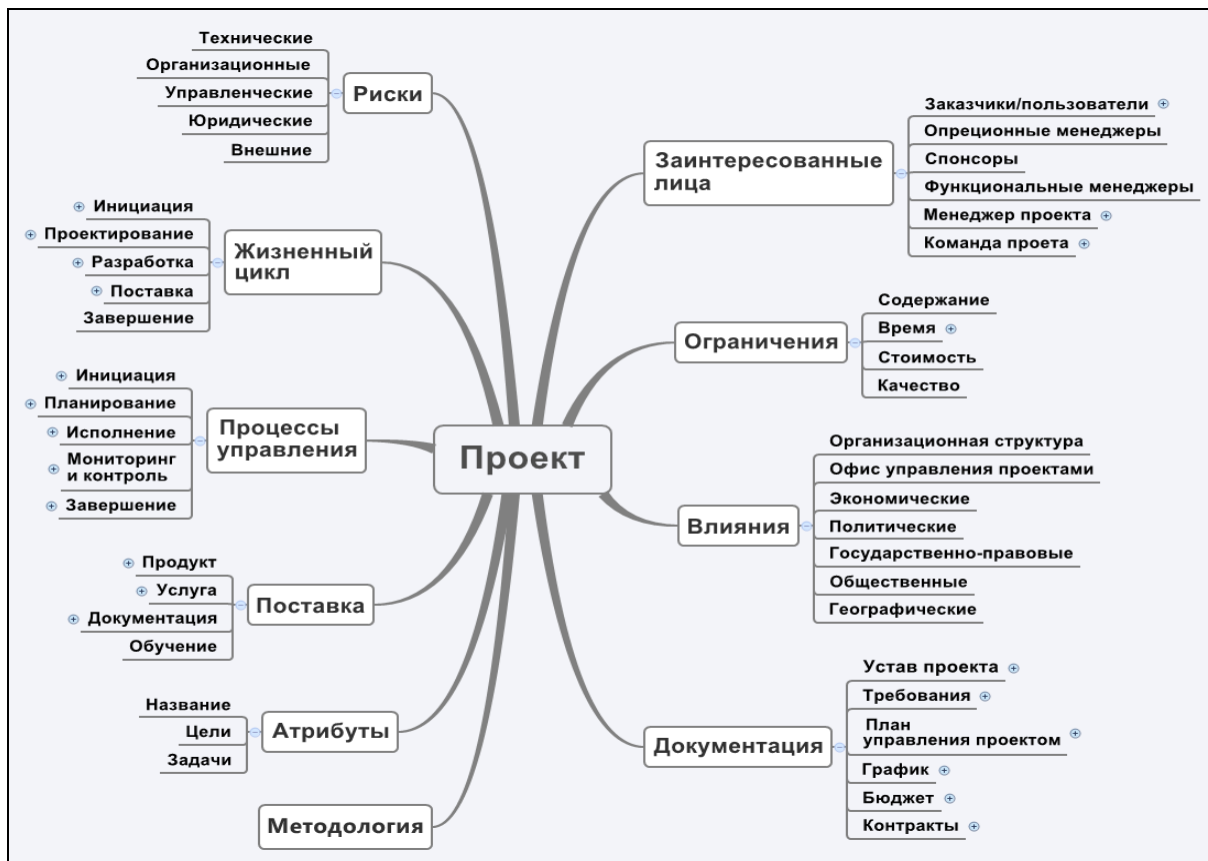 Проект
Риски
Технические
Организационные
Управленческие
Юридические
Внешние
Жизненный
цикл
Инициация
Проектирование
Разработка
Поставка
Завершение
Процессы
управления
Инициация
Планирование
Исполнение
Мониторинг
и контроль
Завершение
Поставка
Продукт
Услуга
Документация
Обучение
Атрибуты
Название
Цели
Задачи
Методология
Заинтересованные
лица
Заказчики/пользователи
Опреционные менеджеры
Спонсоры
Функциональные менеджеры
Менеджер проекта
Команда проета
Ограничения
Содержание
Время
Стоимость
Качество
Влияния
Организационная структура
Офис управления проектами
Экономические
Политические
Государственно-правовые
Общественные
Географические
Документация
Устав проекта
Требования
План
управления проектом
График
Бюджет
Контракты